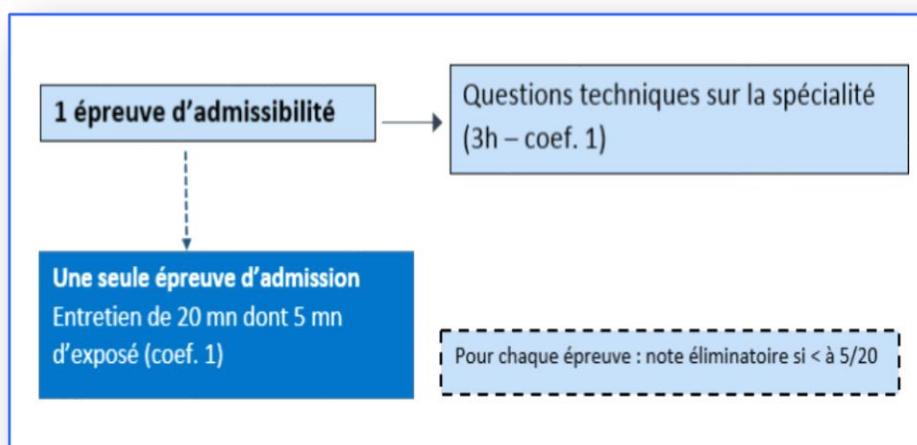 1 épreuve d’admissibilité
Questions techniques sur la spécialité
(3h – coef. 1)
Une seule épreuve d’admission
Entretien de 20 mn dont 5 mn
d’exposé (coef. 1)
Pour chaque épreuve : note éliminatoire si < à 5/20